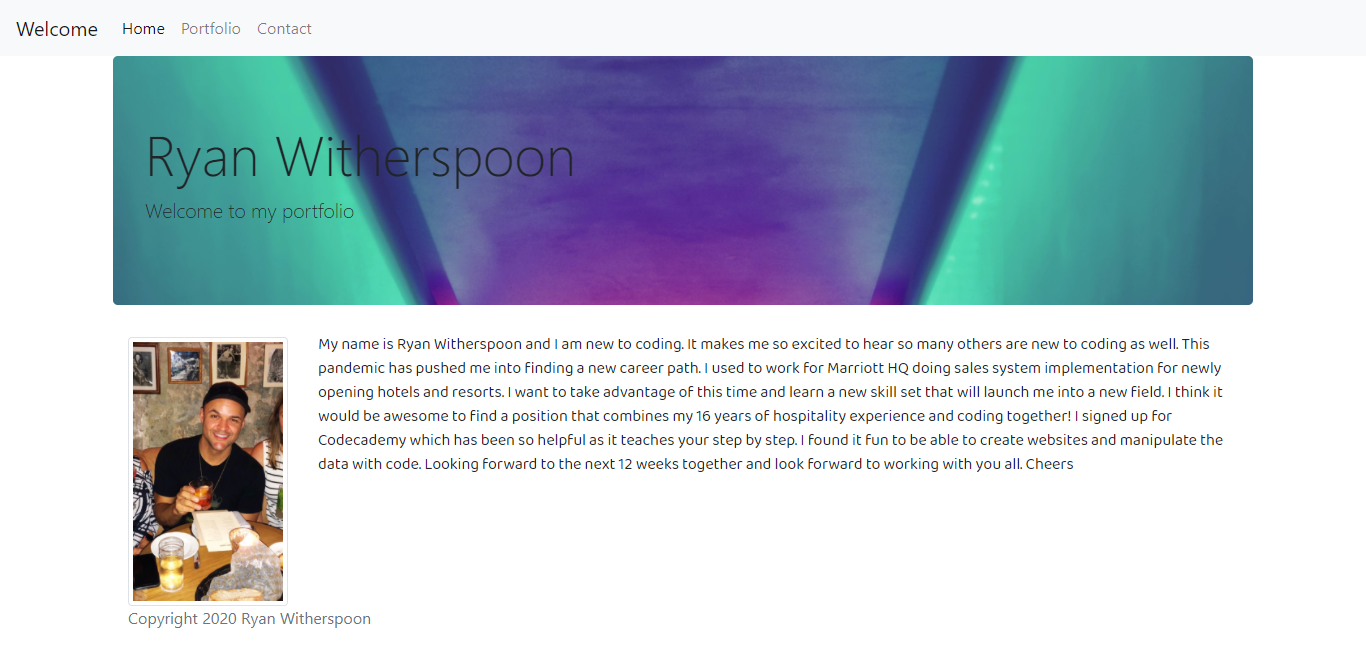 Welcome Home Portfolio Contact
Ryan Witherspoon
Welcome to my portfolio
My name is Ryan Witherspoon and I am new to coding. It makes me so excited to hear so many others are new to coding as well. This
pandemic has pushed me into finding a new career path. I used to work for Marriott HQ doing sales system implementation for newly
opening hotels and resorts. I want to take advantage of this time and learn a new skill set that will launch me into a new field. I think it
would be awesome to find a position that combines my 16 years of hospitality experience and coding together! I signed up for
Codecademy which has been so helpful as it teaches your step by step. I found it fun to be able to create websites and manipulate the
data with code. Looking forward to the next 12 weeks together and look forward to working with you all. Cheers
Copyright 2020 Ryan Witherspoon